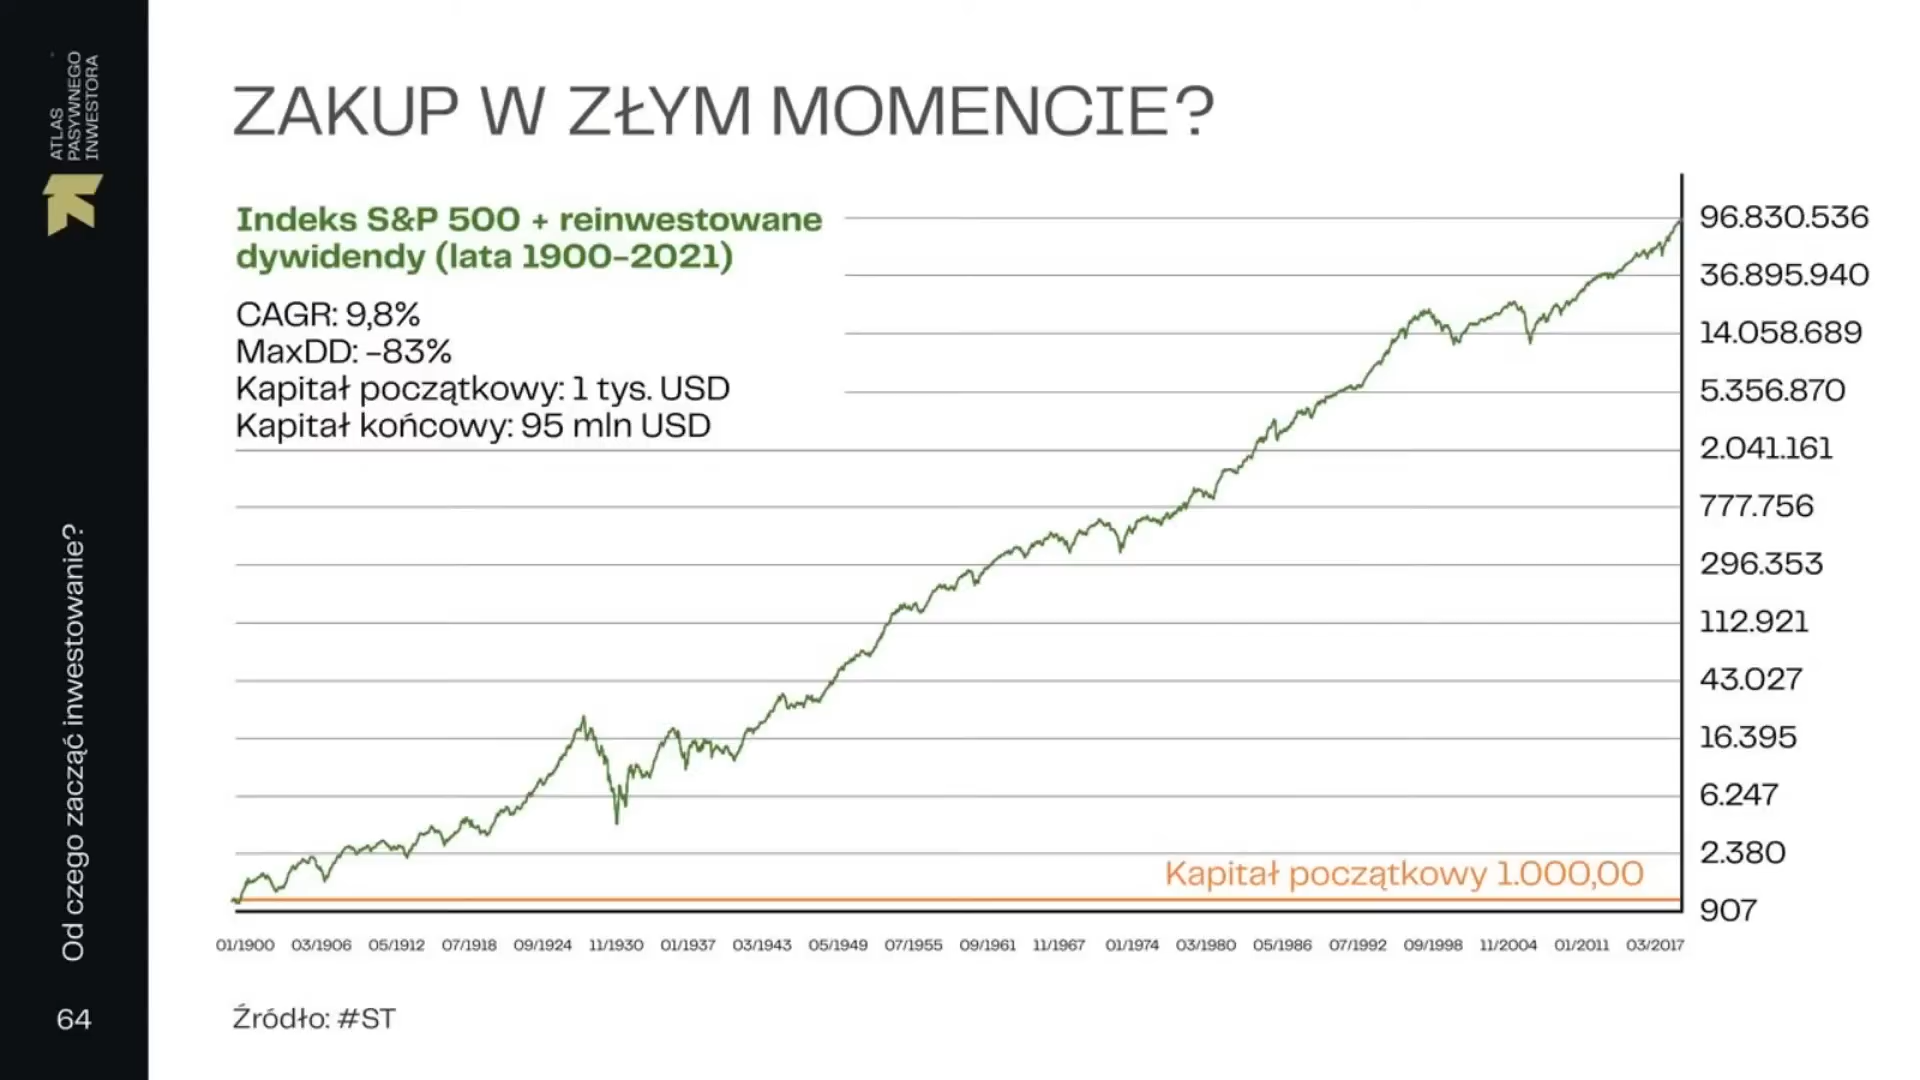 ATLAS
PASYWNEGO
INWESTORA
Od czego zacząć inwestowanie?
64
ZAKUP W ZŁYM MOMENCIE?
Indeks S&P 500 + reinwestowane
dywidendy (lata 1900–2021)
CAGR: 9,8%
MaxDD: -83%
Kapitał początkowy: 1 tys. USD
Kapitał końcowy: 95 mln USD
96.830.536
36.895.940
14.058.689
5.356.870
2.041.161
777.756
296.353
112.921
43.027
16.395
6.247
2.380
907
Kapitał początkowy 1.000,00
01/1900 03/1906 05/1912 07/1918 09/1924 11/1930 01/1937 03/1943 05/1949 07/1955 09/1961 11/1967 01/1974 03/1980 05/1986 07/1992 09/1998 11/2004 01/2011 03/2017
Źródło: #ST